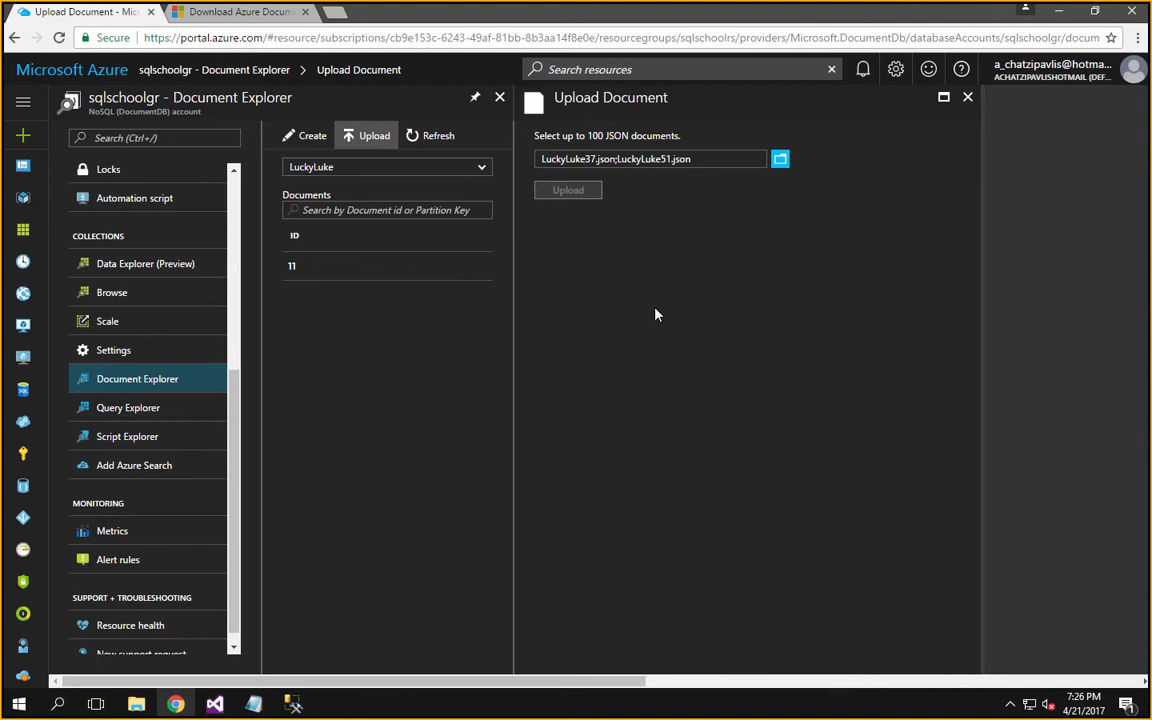 Upload Document - Micros
Download Azure Docum
Secure
https://portal.azure.com/#resource/subscriptions/cb9e153c-6243-49af-81bb-8b3aa14f8e0e/resourcegroups/sqlschoolrs/providers/Microsoft.DocumentDb/databaseAccounts/sqlschoolgr/docum
Microsoft Azure
sqlschoolgr - Document Explorer
Upload Document
Search resources
a_chatzipavlis@hotma...
ACHATZIPAVLISHOTMAIL (DEF...
sqlschoolgr - Document Explorer
NoSQL (DocumentDB) account
Search (Ctrl+/)
Locks
Automation script
COLLECTIONS
Data Explorer (Preview)
Browse
Scale
Settings
Document Explorer
Query Explorer
Script Explorer
Add Azure Search
MONITORING
Metrics
Alert rules
SUPPORT + TROUBLESHOOTING
Resource health
New support request
Create
Upload
Refresh
LuckyLuke
Documents
Search by Document id or Partition Key
ID
11
Upload Document
Select up to 100 JSON documents.
LuckyLuke37.json;LuckyLuke51.json
Upload
7:26 PM
4/21/2017
1